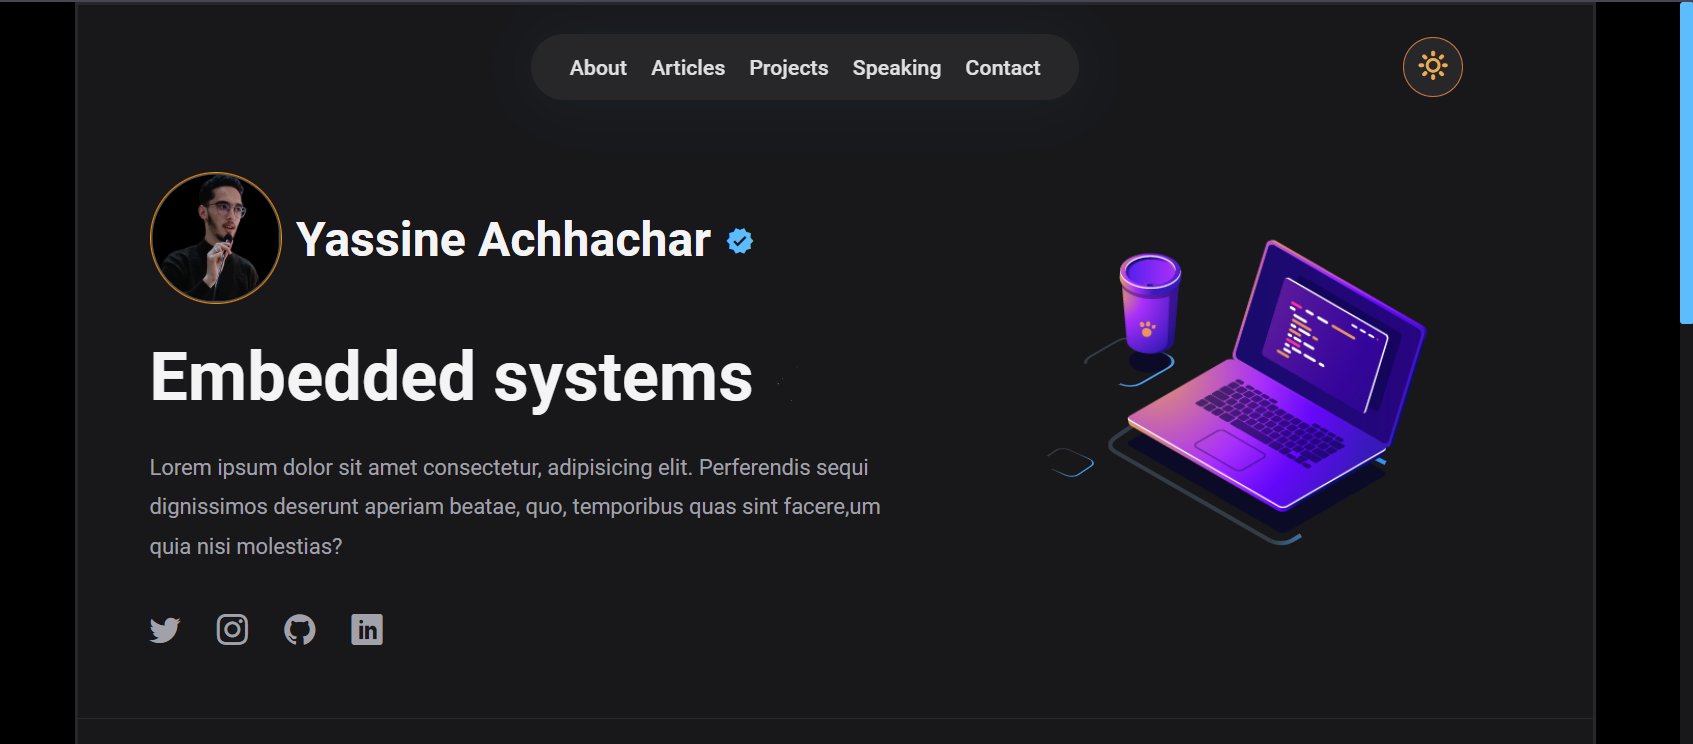 About Articles Projects Speaking Contact
Yassine Achhachar
Embedded systems
Lorem ipsum dolor sit amet consectetur, adipisicing elit. Perferendis sequi
dignissimos deserunt aperiam beatae, quo, temporibus quas sint facere,um
quia nisi molestias?
in